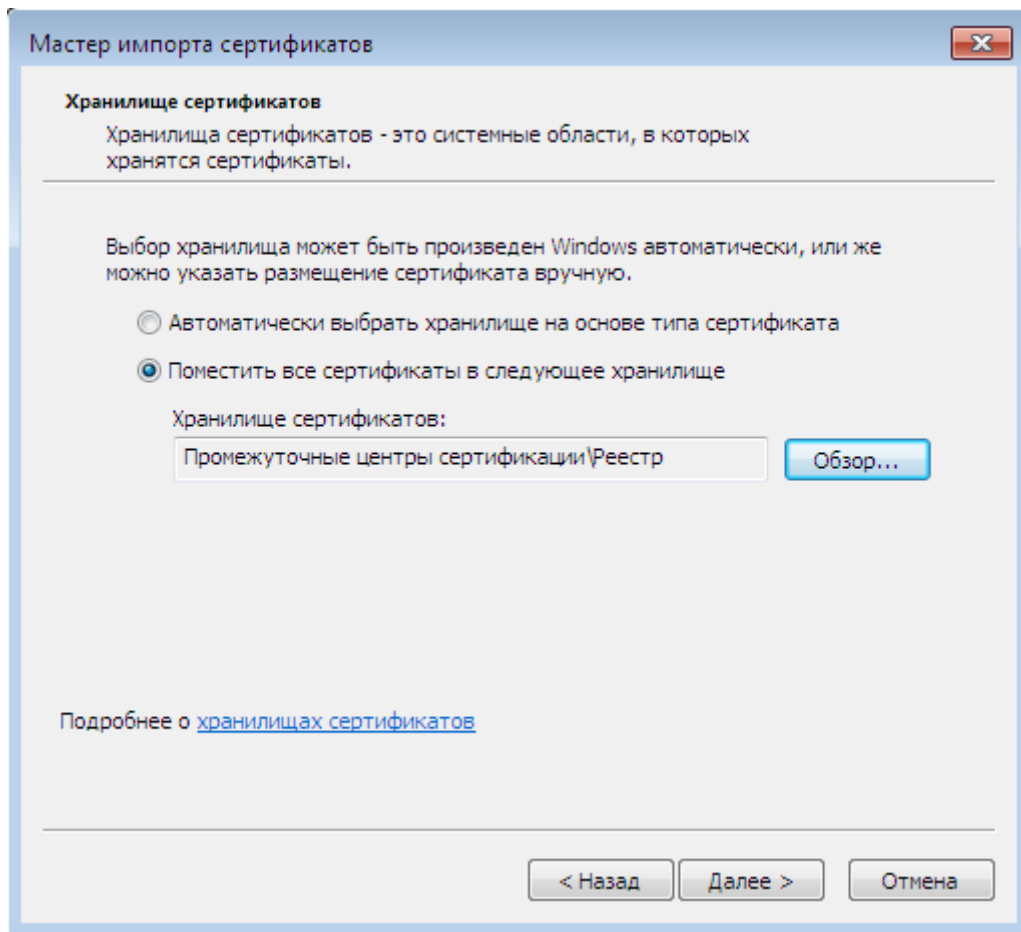 Мастер импорта сертификатов
Хранилище сертификатов
Хранилища сертификатов - это системные области, в которых
хранятся сертификаты.
Выбор хранилища может быть произведен Windows автоматически, или же
можно указать размещение сертификата вручную.
Автоматически выбрать хранилище на основе типа сертификата
Поместить все сертификаты в следующее хранилище
Хранилище сертификатов:
Промежуточные центры сертификации\Реестр
Обзор...
Подробнее о хранилищах сертификатов
< Назад
Далее >
Отмена